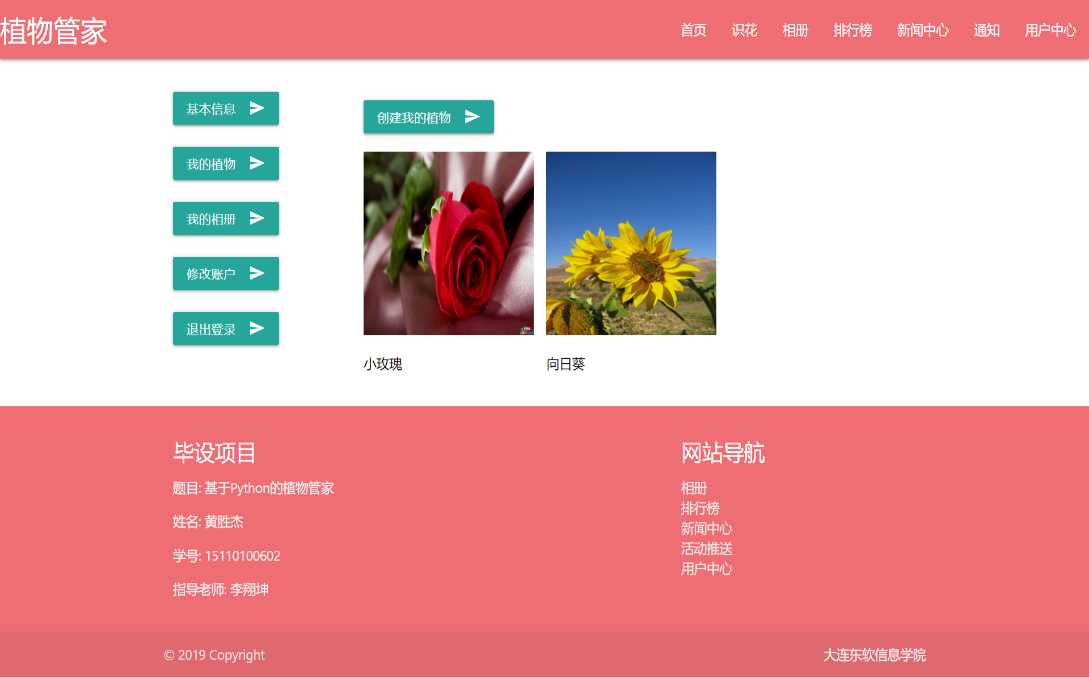 植物管家
首页 识花 相册 排行榜 新闻中心 通知 用户中心
基本信息
我的植物
我的相册
修改账户
退出登录
创建我的植物
小玫瑰
向日葵
毕设项目
题目: 基于Python的植物管家
姓名: 黄胜杰
学号: 15110100602
指导老师: 李翔坤
网站导航
相册
排行榜
新闻中心
活动推送
用户中心
© 2019 Copyright
大连东软信息学院